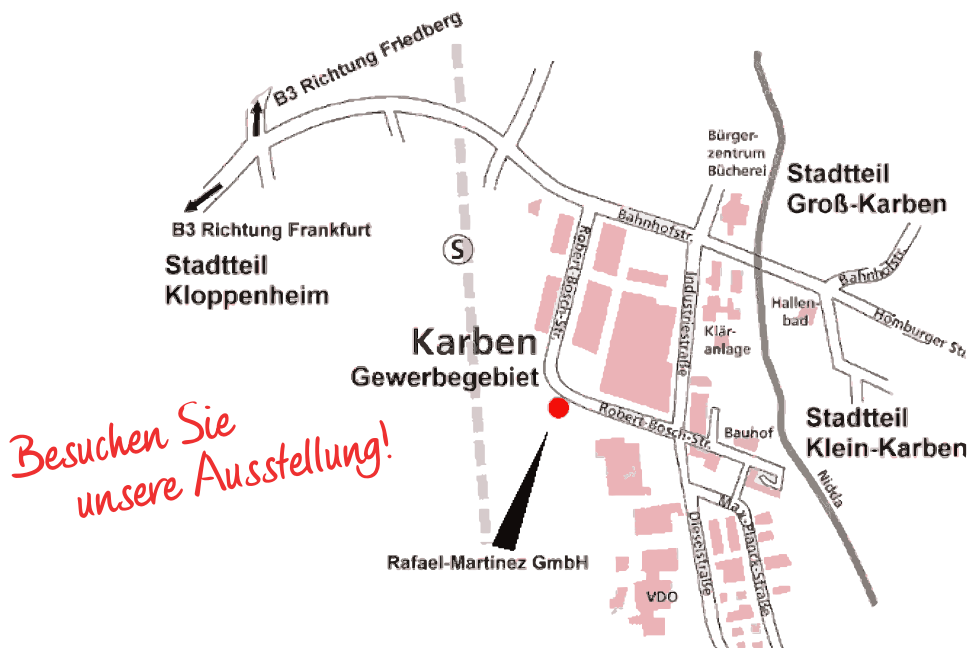 B3 Richtung Friedberg
Bürger-
zentrum
Bücherei
Stadtteil
Groß-Karben
B3 Richtung Frankfurt
Stadtteil
Kloppenheim
S
Bahnhofstr.
Robert-Bosch-Str.
Industriestraße
Bahnhofstr.
Hallen-
bad
Homburger Str.
Klär-
anlage
Karben
Gewerbegebiet
Robert-Bosch-Str.
Bauhof
Stadtteil
Klein-Karben
Besuchen Sie
unsere Ausstellung!
Nidda
Max-Planck-Straße
Dieselstraße
Rafael-Martinez GmbH
VDO